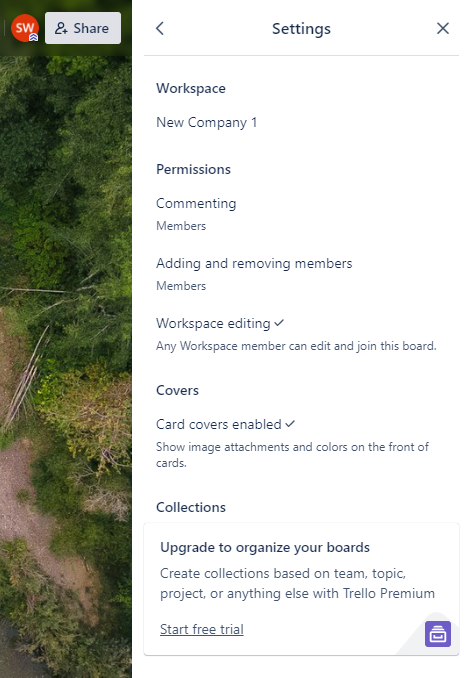 SW Share
Settings
Workspace
New Company 1
Permissions
Commenting
Members
Adding and removing members
Members
Workspace editing
Any Workspace member can edit and join this board.
Covers
Card covers enabled
Show image attachments and colors on the front of
cards.
Collections
Upgrade to organize your boards
Create collections based on team, topic,
project, or anything else with Trello Premium
Start free trial